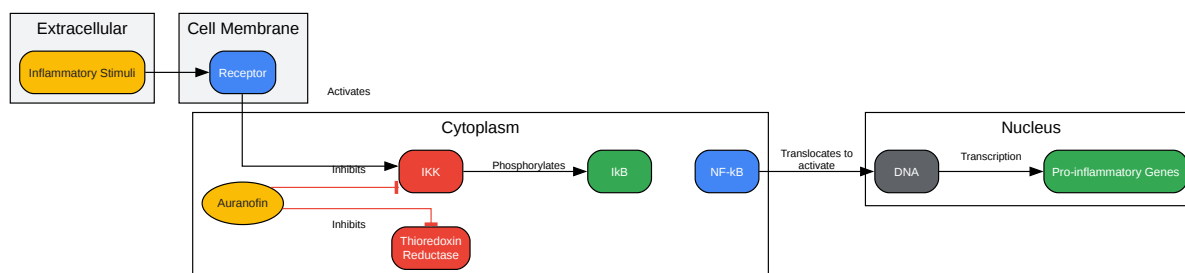 Extracellular
Cell Membrane
Inflammatory Stimuli
Receptor
Activates
Cytoplasm
Nucleus
Inhibits
IKK
Phosphorylates
IkB
NF-kB
Translocates to
activate
DNA
Transcription
Pro-inflammatory Genes
Auranofin
Inhibits
Thioredoxin
Reductase